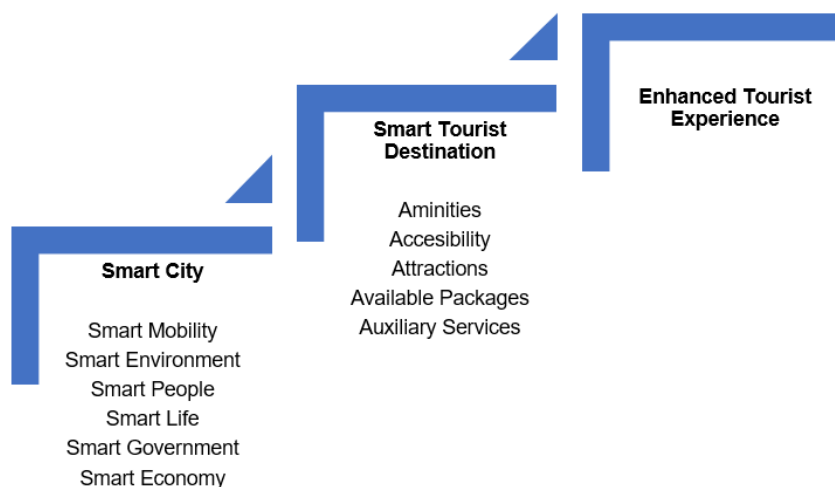 Smart City
Smart Mobility
Smart Environment
Smart People
Smart Life
Smart Government
Smart Economy
Smart Tourist
Destination
Aminities
Accesibility
Attractions
Available Packages
Auxiliary Services
Enhanced Tourist
Experience